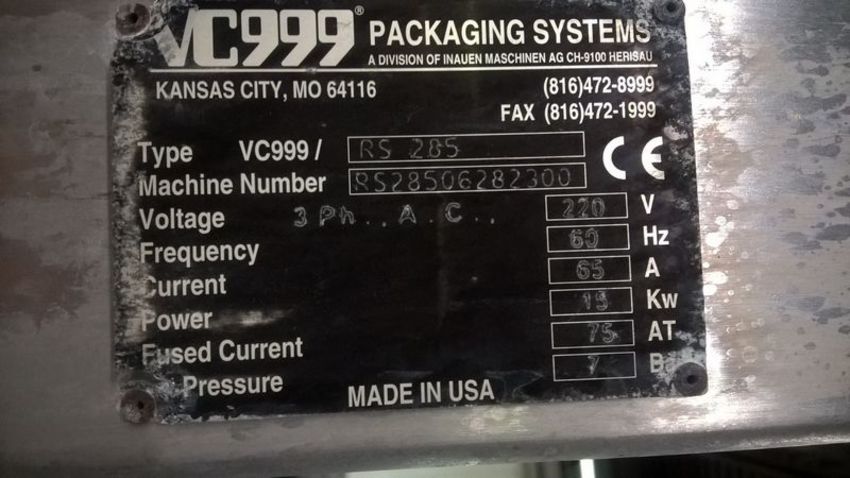 VC999® PACKAGING SYSTEMS
A DIVISION OF INAUEN MASCHINEN AG CH-9100 HERISAU
KANSAS CITY, MO 64116 (816)472-8999
FAX (816)472-1999
Type VC999 / RS 285 CE
Machine Number RS28506282300
Voltage 3 Ph., A.C., 220 V
Frequency 60 Hz
Current 65 A
Power 19 Kw
Fused Current 75 AT
Pressure 7 B
MADE IN USA